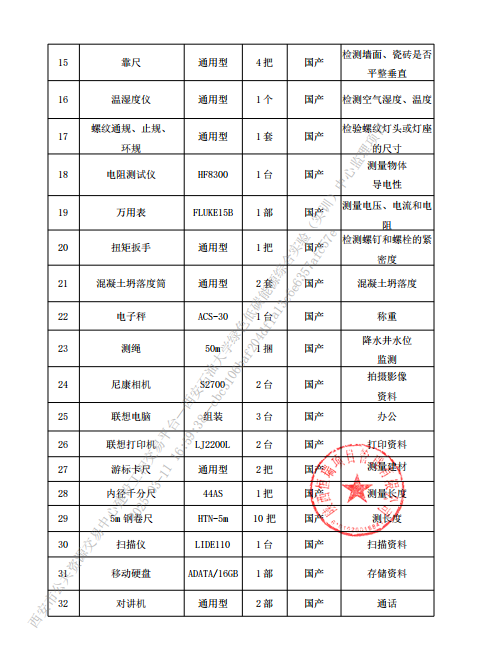 15 靠尺 通用型 4 把 国产 检测墙面、瓷砖是否
平整垂直
16 温湿度仪 通用型 1 个 国产 检测空气湿度、温度
17 螺纹通规、止规、 通用型 1 套 国产 检验螺纹灯头或灯座
环规 的尺寸
18 电阻测试仪 HF8300 1 台 国产 测量物体
导电性
19 万用表 FLUKE15B 1 部 国产 测量电压、电流和电
阻
20 扭矩扳手 通用型 1 把 国产 检测螺钉和螺栓的紧
密度
21 混凝土坍落度筒 通用型 2 套 国产 混凝土坍落度
22 电子秤 ACS-30 1 台 国产 称重
23 测绳 50m 1 捆 国产 降水井水位
监测
24 尼康相机 S2700 2 台 国产 拍摄影像
资料
25 联想电脑 组装 3 台 国产 办公
26 联想打印机 LJ2200L 2 台 国产 打印资料
27 游标卡尺 通用型 2 把 国产 测量建材
28 内径千分尺 44AS 1 把 国产 测量长度
29 5m 钢卷尺 HTN-5m 10 把 国产 测长度
30 扫描仪 LIDE110 1 台 国产 扫描资料
31 移动硬盘 ADATA/16GB 1 部 国产 存储资料
32 对讲机 通用型 2 部 国产 通话